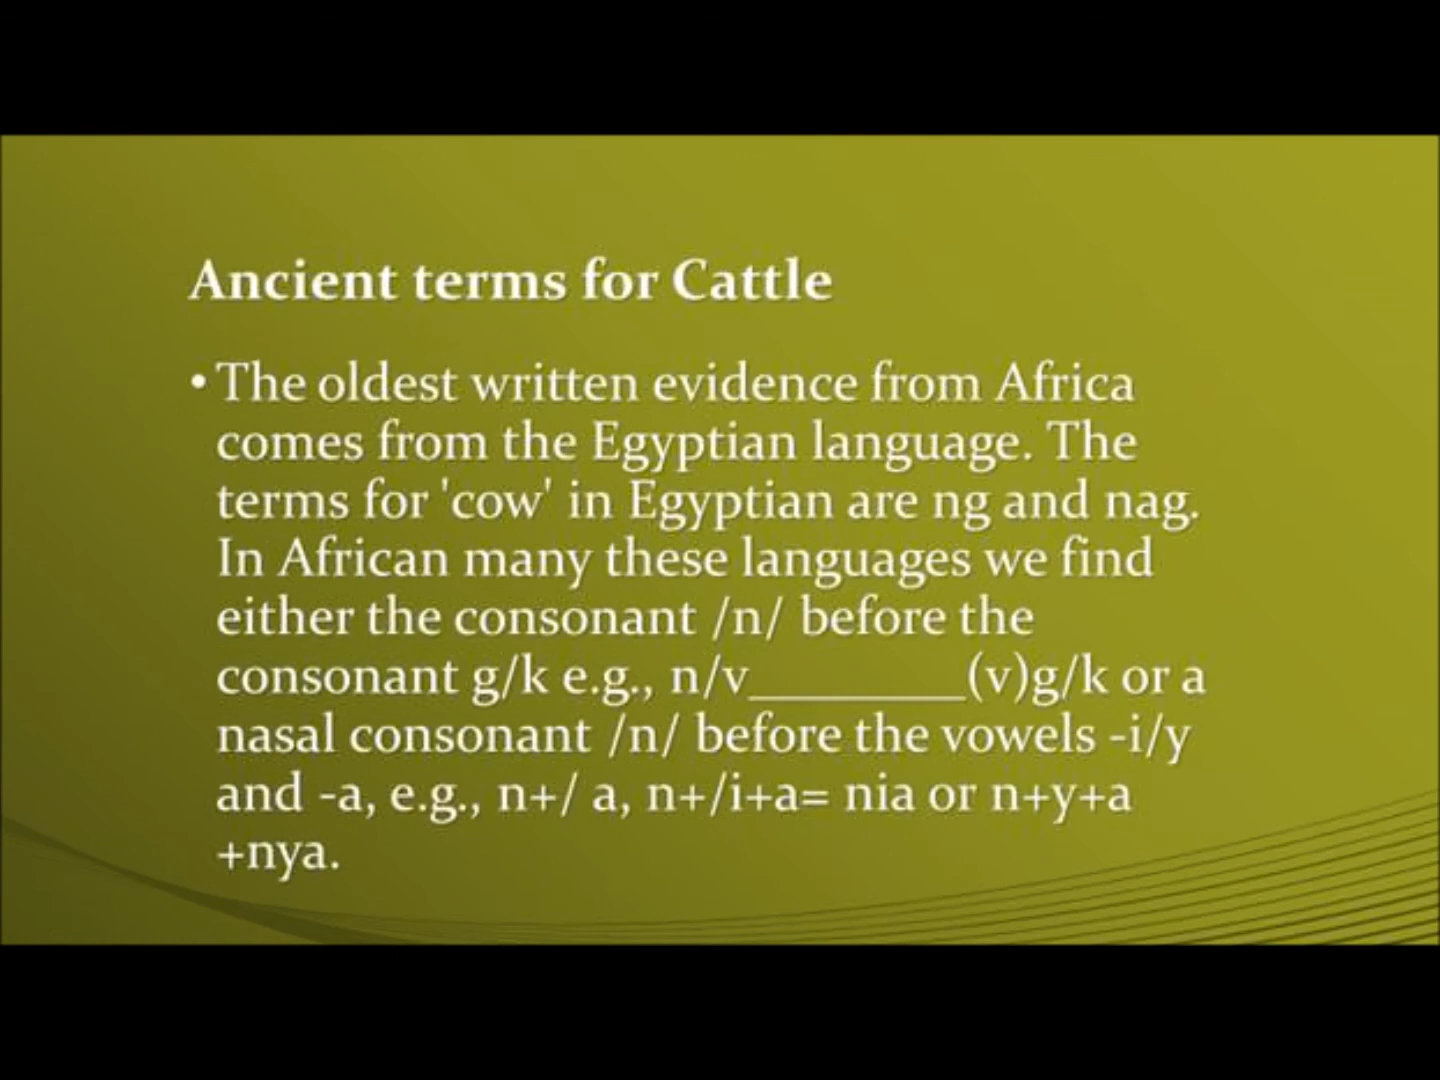 Ancient terms for Cattle
• The oldest written evidence from Africa
comes from the Egyptian language. The
terms for 'cow' in Egyptian are ng and nag.
In African many these languages we find
either the consonant /n/ before the
consonant g/k e.g., n/v_________(v)g/k or a
nasal consonant /n/ before the vowels -i/y
and -a, e.g., n+/ a, n+/i+a= nia or n+y+a
+nya.